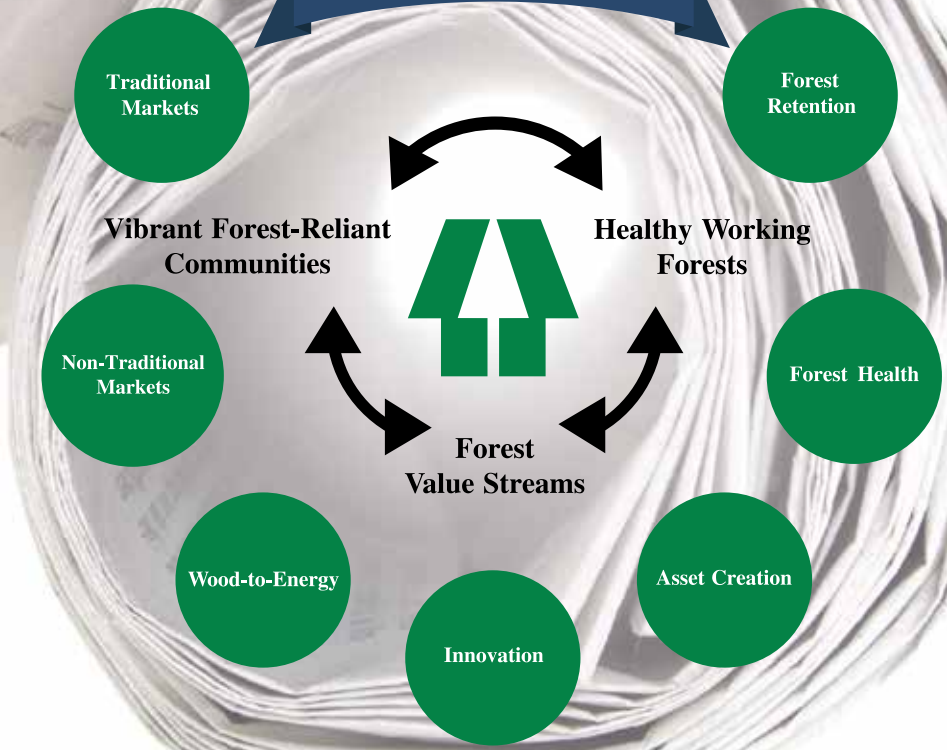 Traditional
Markets
Forest
Retention
Vibrant Forest-Reliant
Communities
Healthy Working
Forests
Non-Traditional
Markets
Forest Health
Forest
Value Streams
Wood-to-Energy
Asset Creation
Innovation